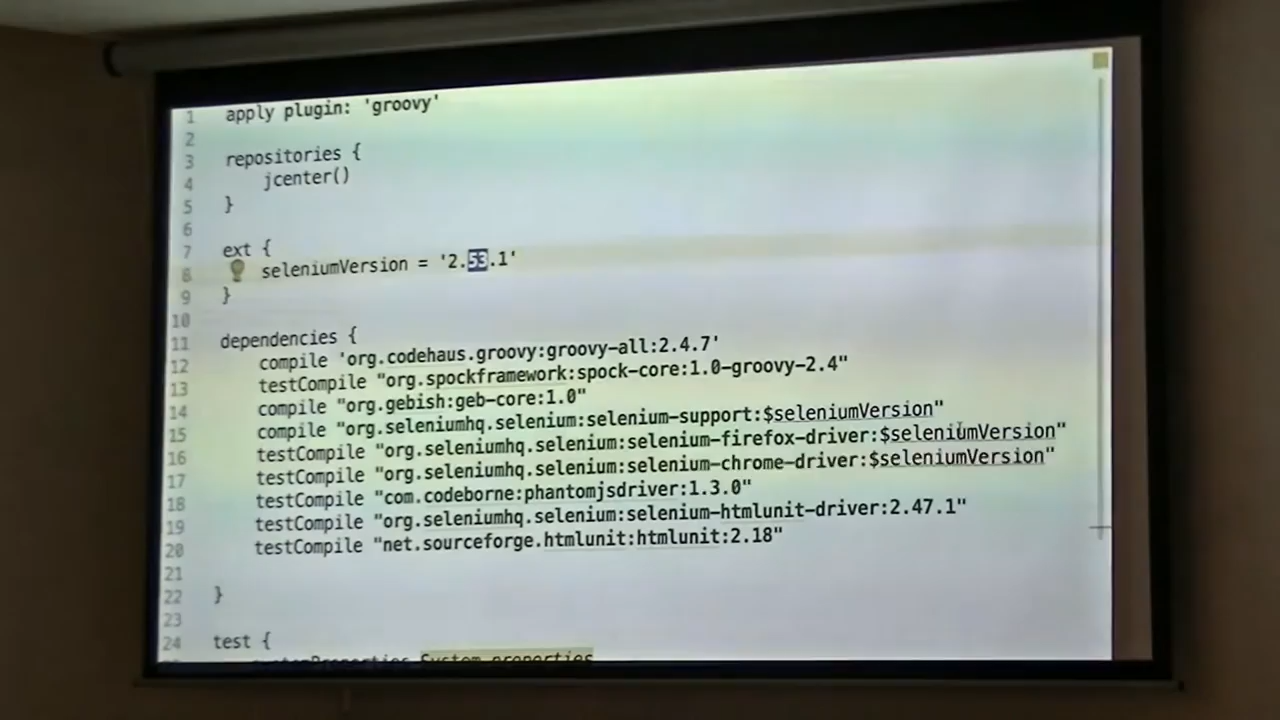 1 apply plugin: 'groovy'
2
3 repositories {
4 jcenter()
5 }
6
7 ext {
8 seleniumVersion = '2.53.1'
9 }
10
11 dependencies {
12 compile 'org.codehaus.groovy:groovy-all:2.4.7'
13 testCompile "org.spockframework:spock-core:1.0-groovy-2.4"
14 compile "org.gebish:geb-core:1.0"
15 compile "org.seleniumhq.selenium:selenium-support:$seleniumVersion"
16 testCompile "org.seleniumhq.selenium:selenium-firefox-driver:$seleniumVersion"
17 testCompile "org.seleniumhq.selenium:selenium-chrome-driver:$seleniumVersion"
18 testCompile "com.codeborne:phantomjsdriver:1.3.0"
19 testCompile "org.seleniumhq.selenium:selenium-htmlunit-driver:2.47.1"
20 testCompile "net.sourceforge.htmlunit:htmlunit:2.18"
21
22 }
23
24 test {
systemProperties System.properties